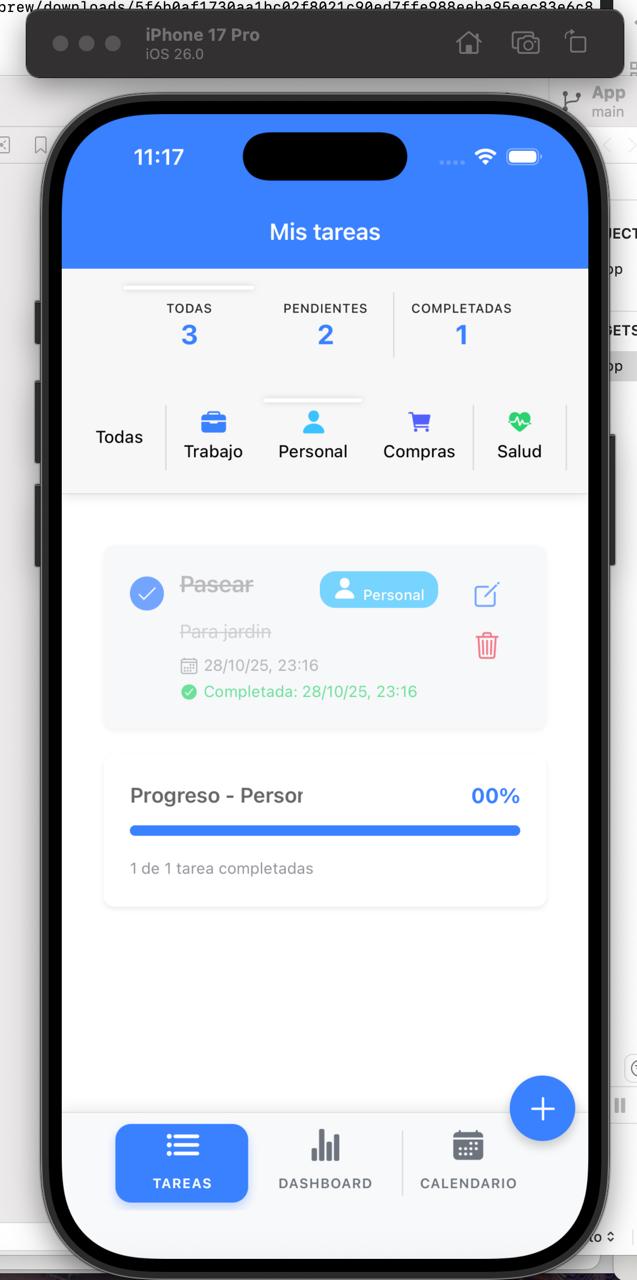 brew/downloads/5f6b0af1730aa1bc02f8021c90ed7ffe988eeba95eec83e6c8
iPhone 17 Pro
iOS 26.0
App
main
11:17
Mis tareas
TODAS
PENDIENTES
COMPLETADAS
3
2
1
Todas
Trabajo
Personal
Compras
Salud
Pasear
Personal
Para jardin
28/10/25, 23:16
Completada: 28/10/25, 23:16
Progreso - Person
00%
1 de 1 tarea completadas
TAREAS
DASHBOARD
CALENDARIO